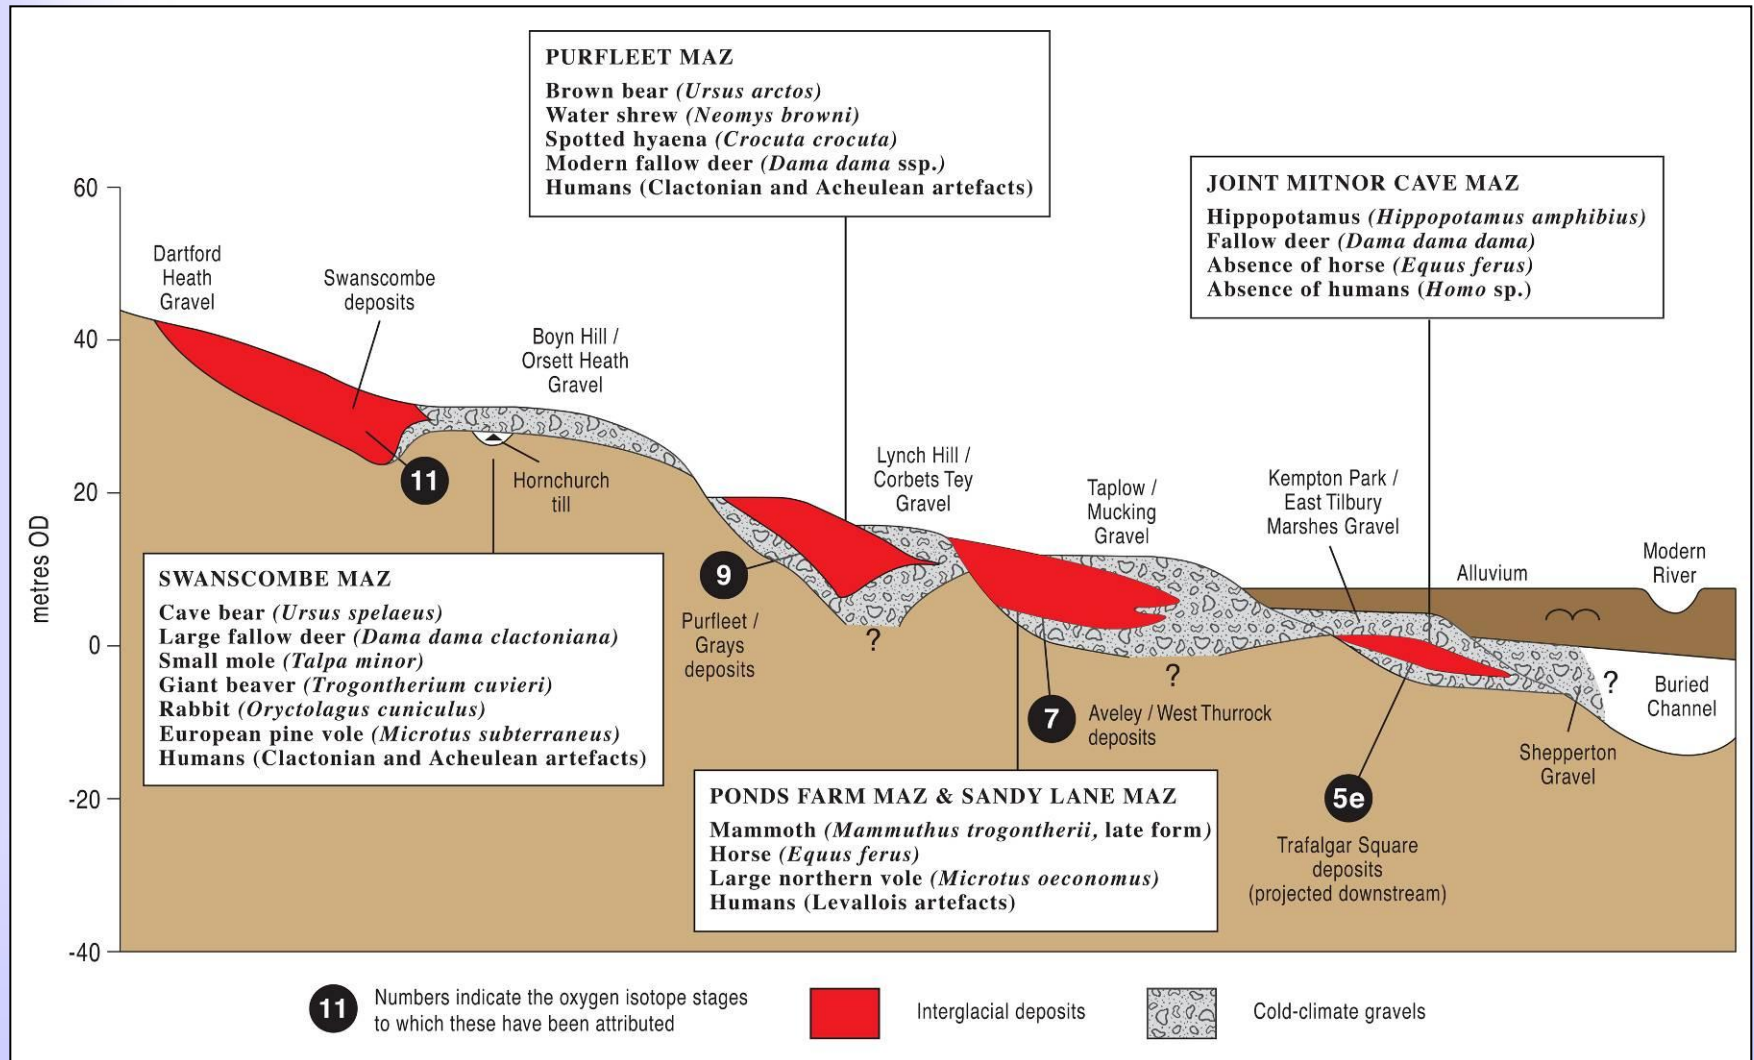 PURFLEET MAZ
Brown bear (Ursus arctos)
Water shrew (Neomys browni)
Spotted hyaena (Crocuta crocuta)
Modern fallow deer (Dama dama ssp.)
Humans (Clactonian and Acheulean artefacts)
JOINT MITNOR CAVE MAZ
Hippopotamus (Hippopotamus amphibius)
Fallow deer (Dama dama dama)
Absence of horse (Equus ferus)
Absence of humans (Homo sp.)
metres OD
60
40
20
0
-20
-40
Dartford
Heath
Gravel
Swanscombe
deposits
Boyn Hill /
Orsett Heath
Gravel
11
Hornchurch
till
Lynch Hill /
Corbets Tey
Gravel
Taplow /
Mucking
Gravel
Kempton Park /
East Tilbury
Marshes Gravel
Alluvium
Modern
River
SWANSCOMBE MAZ
Cave bear (Ursus spelaeus)
Large fallow deer (Dama dama clactoniana)
Small mole (Talpa minor)
Giant beaver (Trogontherium cuvieri)
Rabbit (Oryctolagus cuniculus)
European pine vole (Microtus subterraneus)
Humans (Clactonian and Acheulean artefacts)
9
Purfleet /
Grays
deposits
?
?
7
Aveley / West Thurrock
deposits
?
Buried
Channel
Shepperton
Gravel
5e
Trafalgar Square
deposits
(projected downstream)
PONDS FARM MAZ & SANDY LANE MAZ
Mammoth (Mammuthus trogontherii, late form)
Horse (Equus ferus)
Large northern vole (Microtus oeconomus)
Humans (Levallois artefacts)
11
Numbers indicate the oxygen isotope stages
to which these have been attributed
Interglacial deposits
Cold-climate gravels